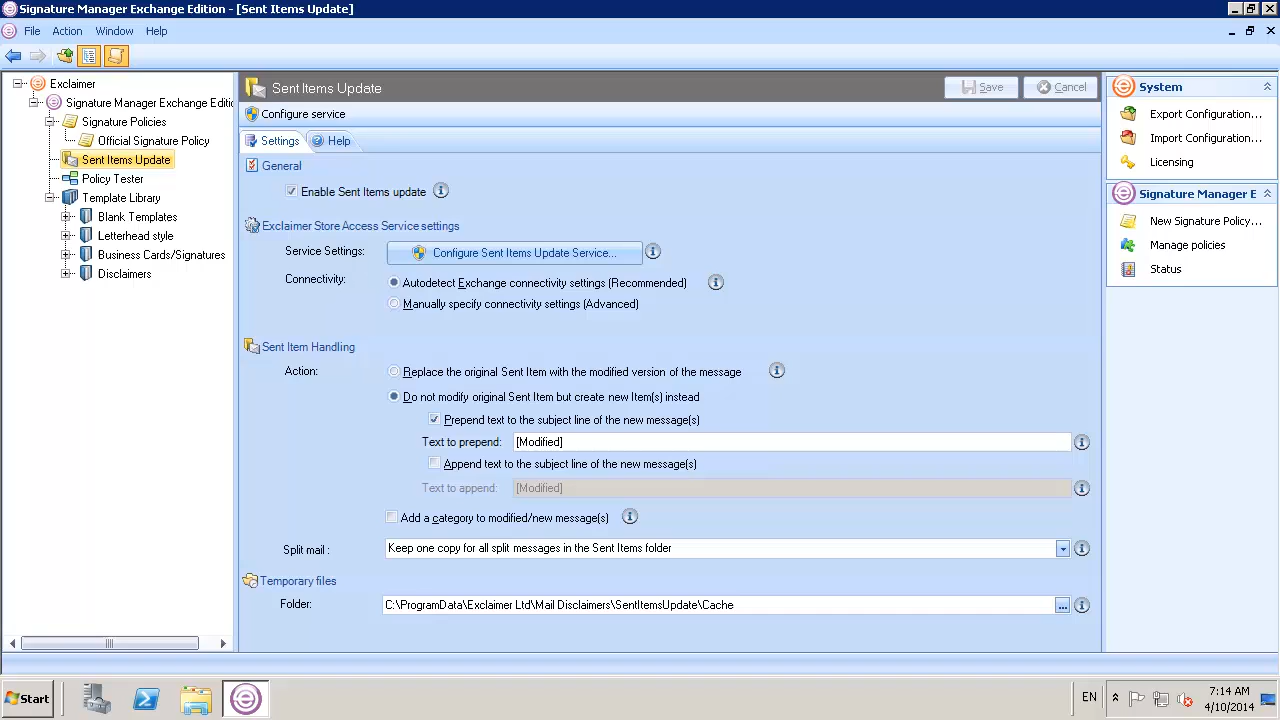 Signature Manager Exchange Edition - [Sent Items Update]
File Action Window Help
Exclaimer
Signature Manager Exchange Editi
Signature Policies
Official Signature Policy
Sent Items Update
Policy Tester
Template Library
Blank Templates
Letterhead style
Business Cards/Signatures
Disclaimers
Sent Items Update
Save Cancel
Configure service
Settings Help
General
Enable Sent Items update
Exclaimer Store Access Service settings
Service Settings: Configure Sent Items Update Service...
Connectivity: Autodetect Exchange connectivity settings (Recommended)
Manually specify connectivity settings (Advanced)
Sent Item Handling
Action: Replace the original Sent Item with the modified version of the message
Do not modify original Sent Item but create new Item(s) instead
Prepend text to the subject line of the new message(s)
Text to prepend: [Modified]
Append text to the subject line of the new message(s)
Text to append: [Modified]
Add a category to modified/new message(s)
Split mail : Keep one copy for all split messages in the Sent Items folder
Temporary files
Folder: C:\ProgramData\Exclaimer Ltd\Mail Disclaimers\SentItemsUpdate\Cache ...
System
Export Configuration...
Import Configuration...
Licensing
Signature Manager E
New Signature Policy...
Manage policies
Status
Start
EN
7:14 AM
4/10/2014